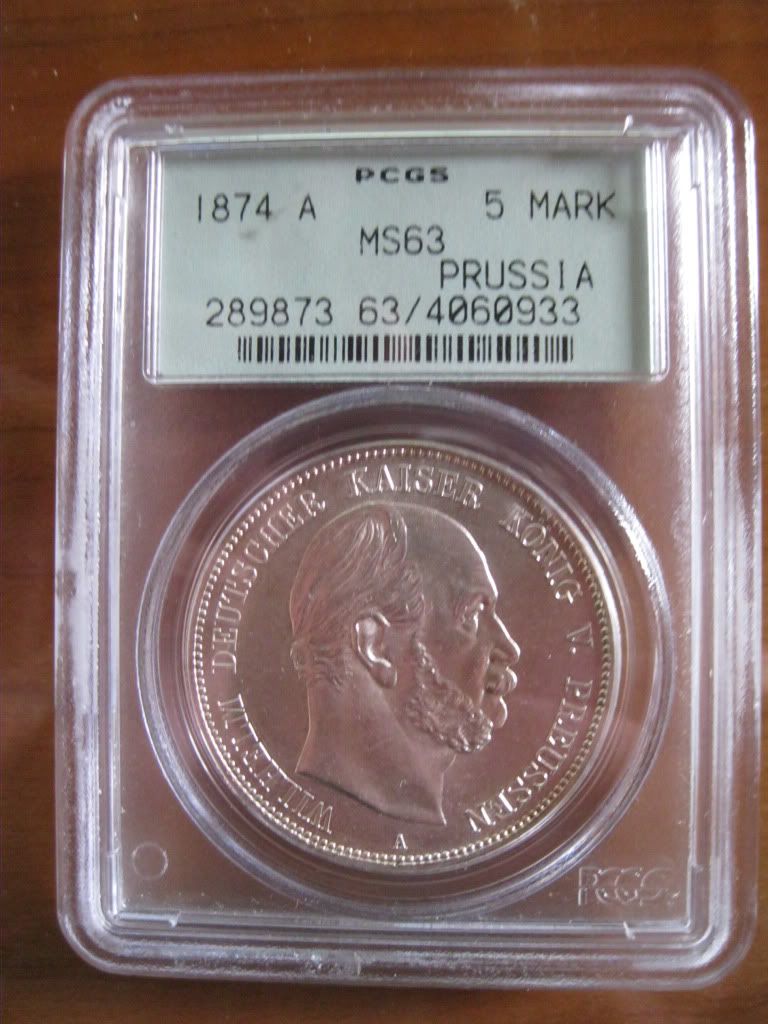 PCGS
1874 A 5 MARK
MS63
PRUSSIA
289873 63/4060933
WILHELM DEUTSCHER KAISER KÖNIG V. PREUSSEN
A
PCGS